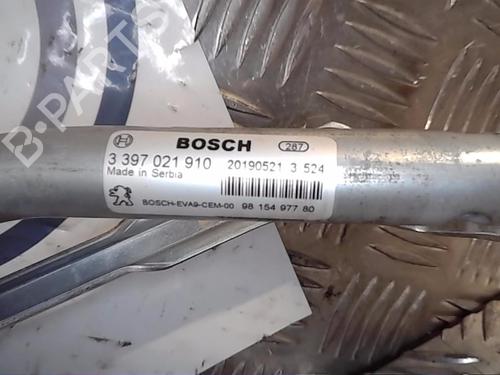 B-PARTS
BOSCH 287
3 397 021 910 20190521 3 524
Made in Serbia
BOSCH-EVA9-CEM-00 98 154 977 80